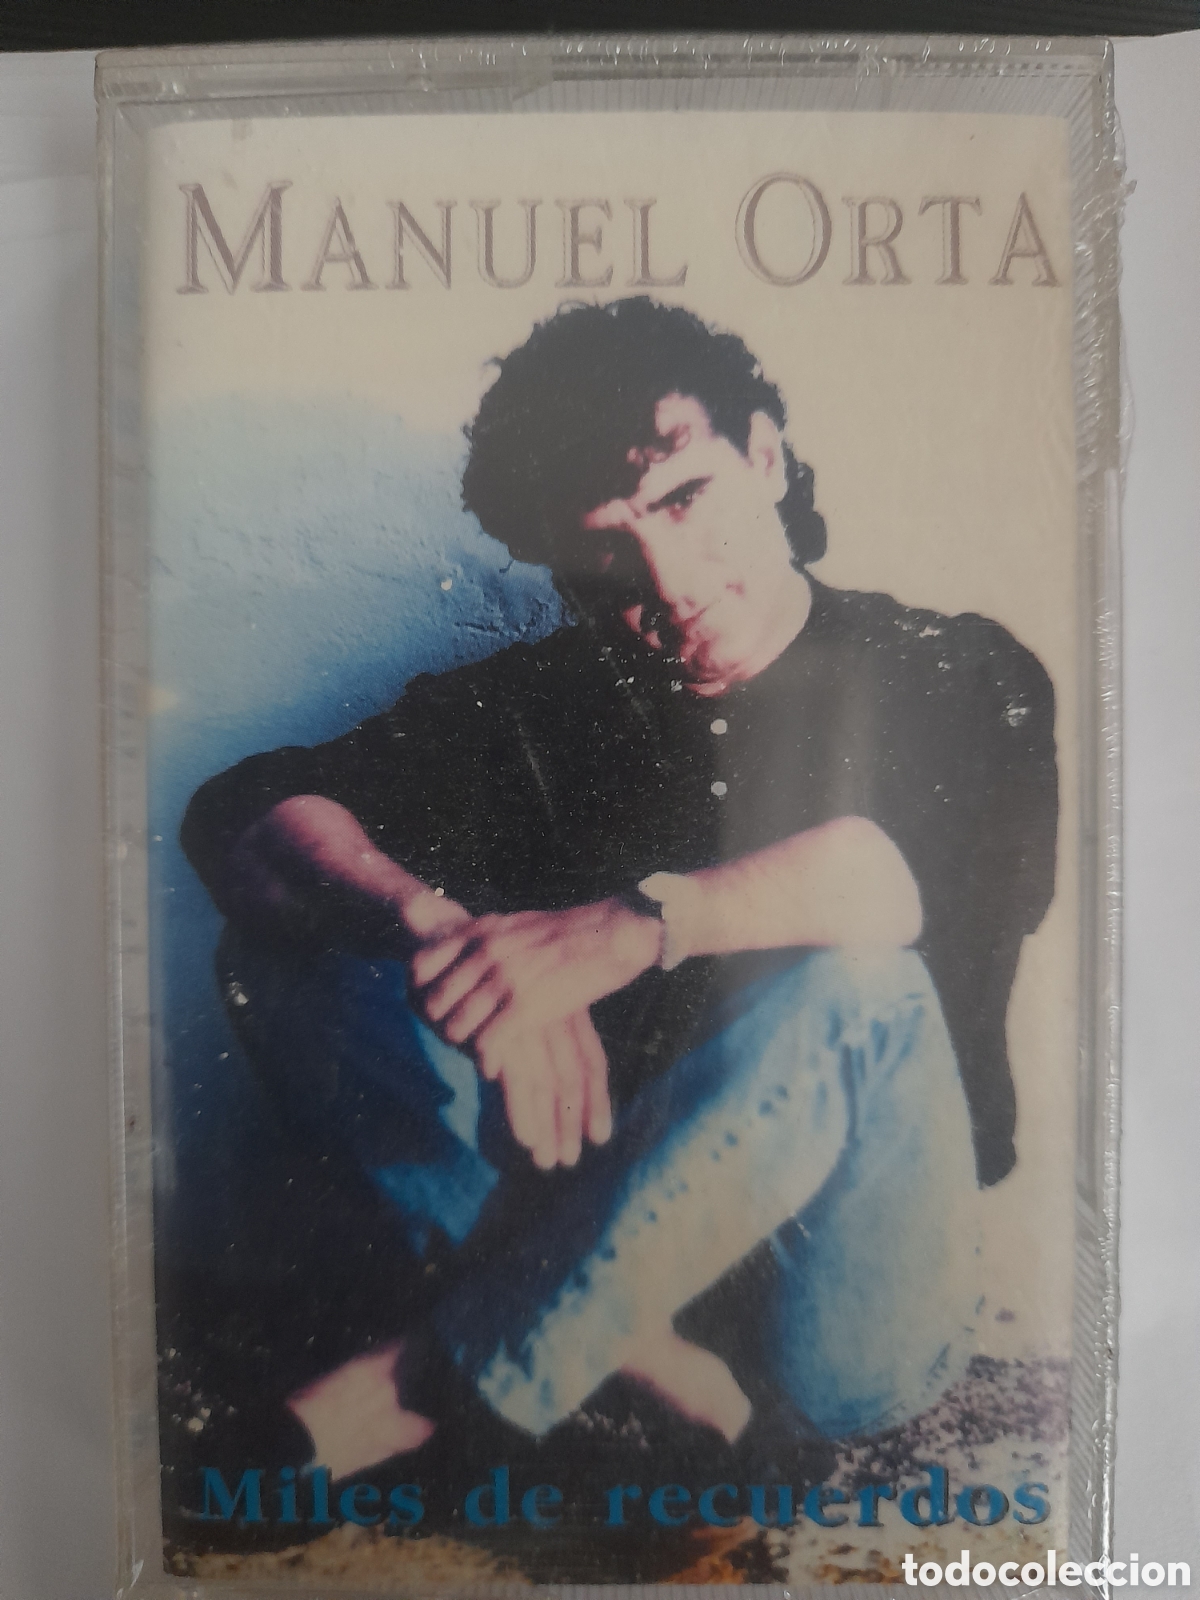 MANUEL ORTA
Miles de recuerdos
todocoleccion